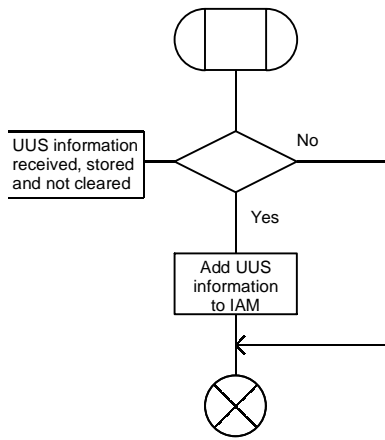 No
UUS information
received, stored
and not cleared
Yes
Add UUS
information
to IAM